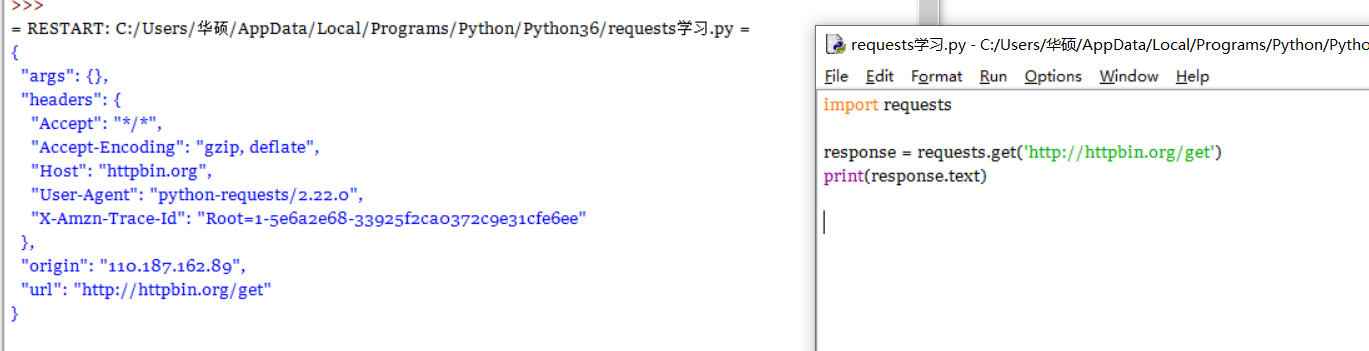 >>>
= RESTART: C:/Users/华硕/AppData/Local/Programs/Python/Python36/requests学习.py =
{
  "args": {},
  "headers": {
    "Accept": "*/*",
    "Accept-Encoding": "gzip, deflate",
    "Host": "httpbin.org",
    "User-Agent": "python-requests/2.22.0",
    "X-Amzn-Trace-Id": "Root=1-5e6a2e68-33925f2ca0372c9e31cfe6ee"
  },
  "origin": "110.187.162.89",
  "url": "http://httpbin.org/get"
}
requests学习.py - C:/Users/华硕/AppData/Local/Programs/Python/Pytho
File Edit Format Run Options Window Help
import requests
response = requests.get('http://httpbin.org/get')
print(response.text)